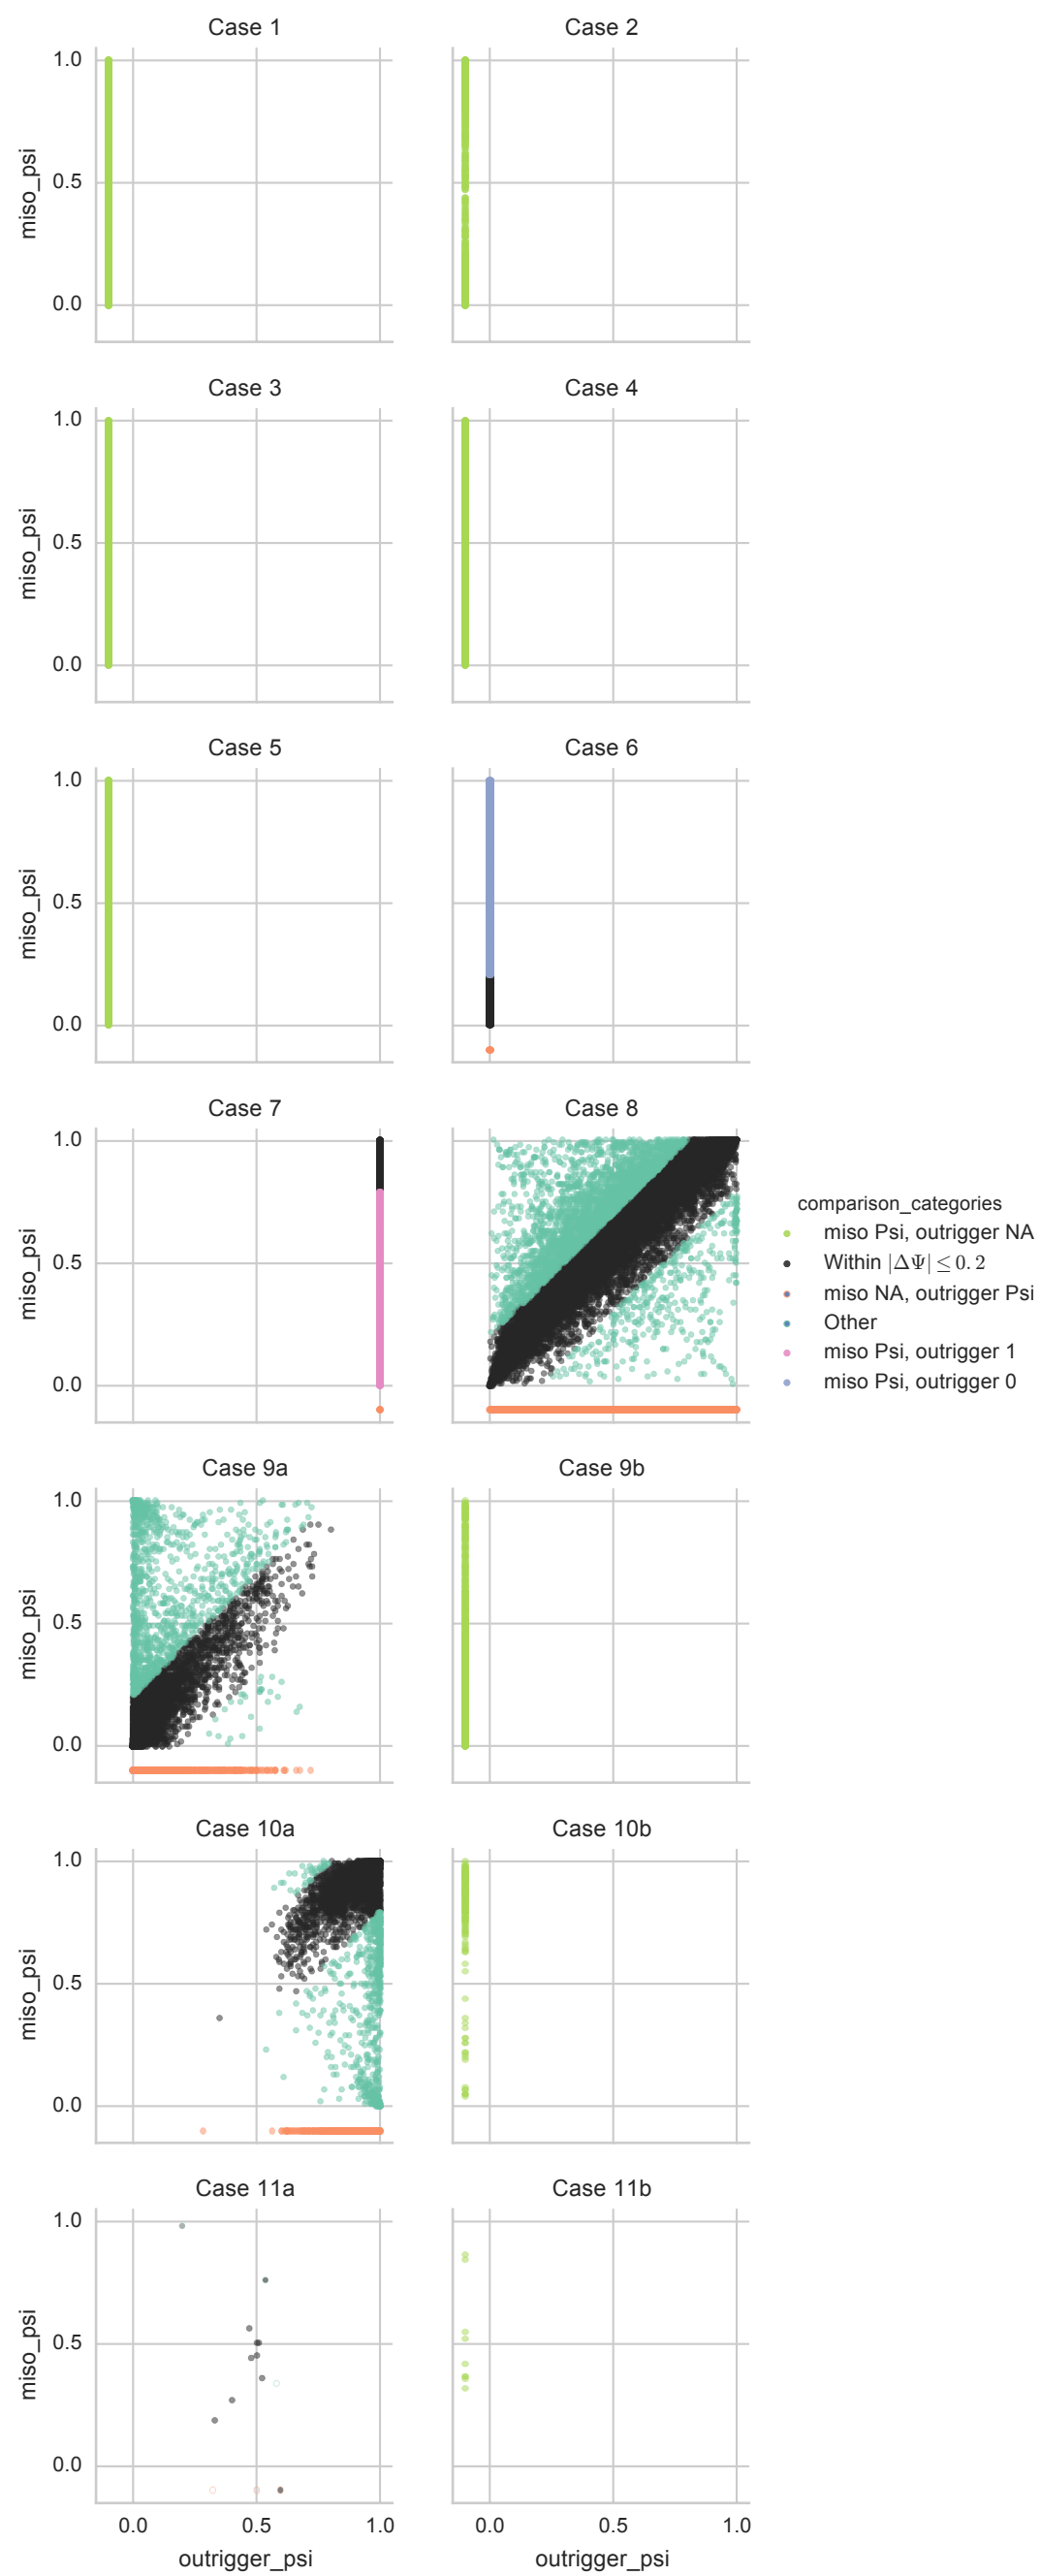 Case 1
Case 2
1.0
0.5
0.0
miso_psi
Case 3
Case 4
1.0
0.5
0.0
miso_psi
Case 5
Case 6
1.0
0.5
0.0
miso_psi
Case 7
Case 8
1.0
0.5
0.0
miso_psi
comparison_categories
miso Psi, outrigger NA
Within |ΔΨ| ≤ 0.2
miso NA, outrigger Psi
Other
miso Psi, outrigger 1
miso Psi, outrigger 0
Case 9a
Case 9b
1.0
0.5
0.0
miso_psi
Case 10a
Case 10b
1.0
0.5
0.0
miso_psi
Case 11a
Case 11b
1.0
0.5
0.0
miso_psi
0.0 0.5 1.0
0.0 0.5 1.0
outrigger_psi
outrigger_psi